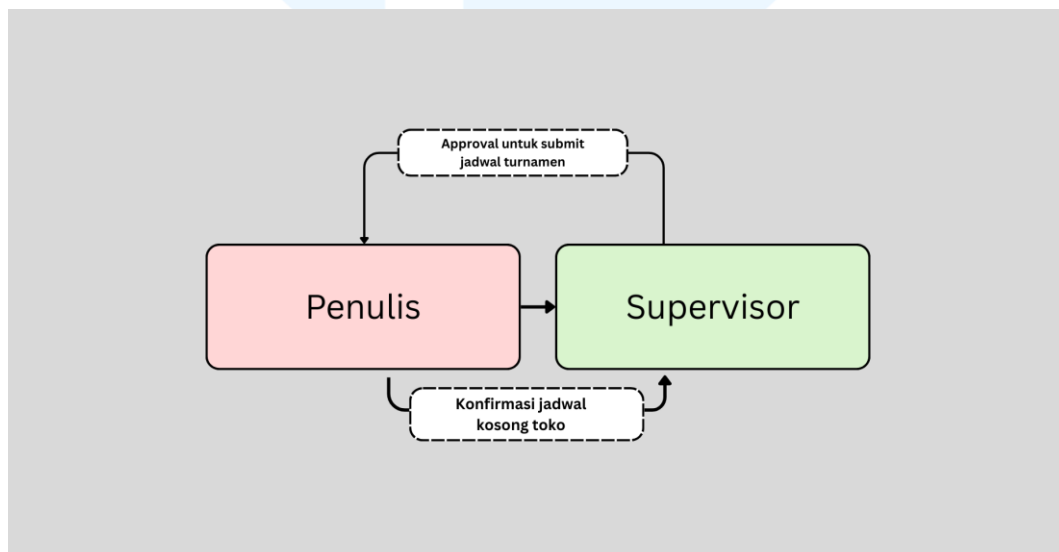 Approval untuk submit
jadwal turnamen
Penulis
Supervisor
Konfirmasi jadwal
kosong toko